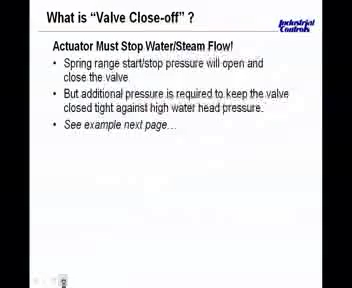 What is “Valve Close-off” ?
Industrial
Controls
Actuator Must Stop Water/Steam Flow!
• Spring range start/stop pressure will open and
close the valve
• But additional pressure is required to keep the valve
closed tight against high water head pressure.
• See example next page…